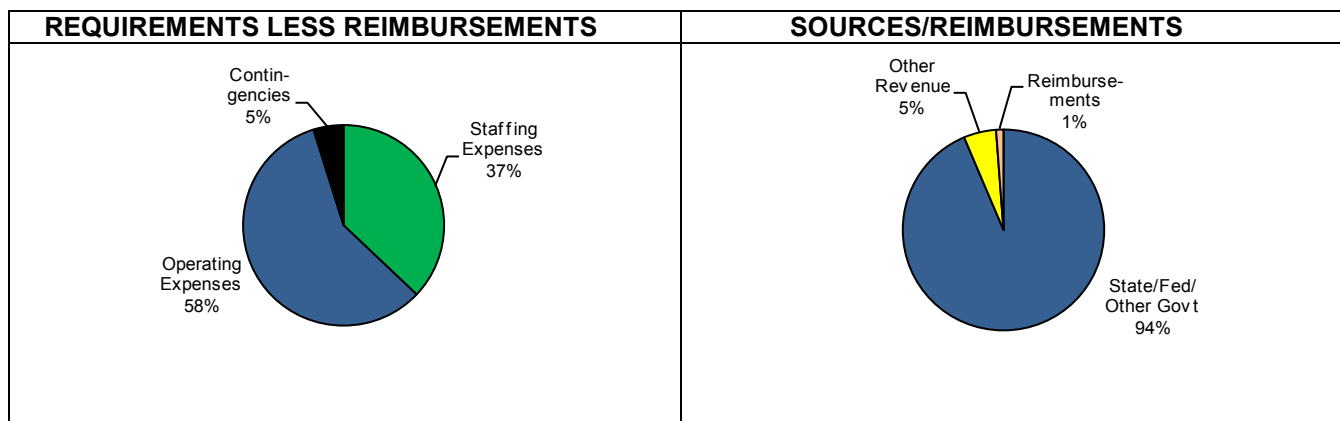 REQUIREMENTS LESS REIMBURSEMENTS
Contin-
gencies
5%
Staffing
Expenses
37%
Operating
Expenses
58%
SOURCES/REIMBURSEMENTS
Other
Revenue
5%
Reimburse-
ments
1%
State/Fed/
Other Govt
94%